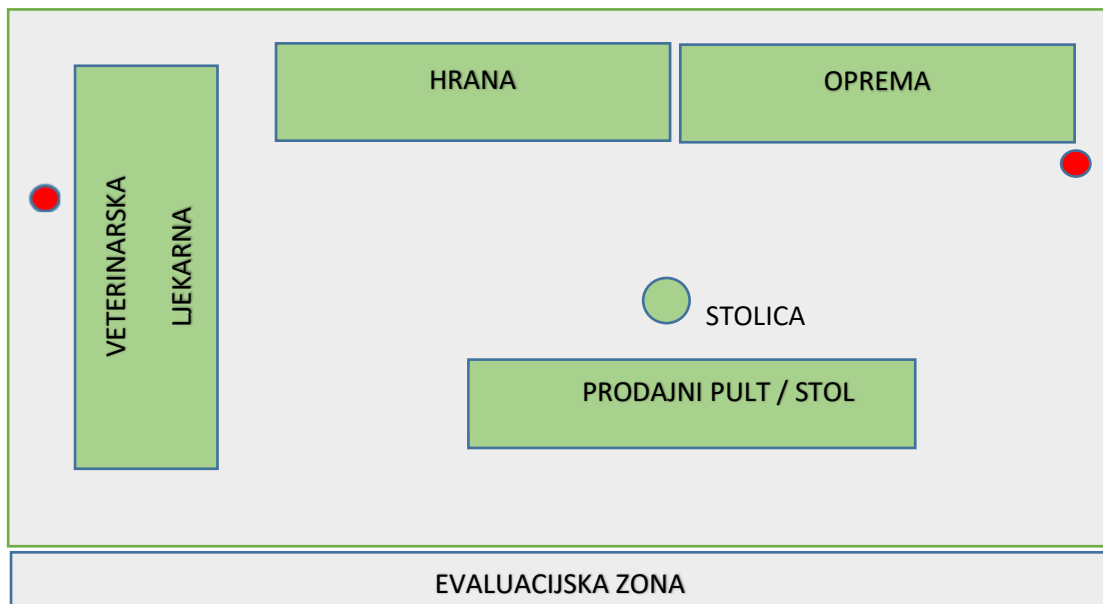 HRANA
OPREMA
VETERINARSKA
LJEKARNA
STOLICA
PRODAJNI PULT / STOL
EVALUACIJSKA ZONA